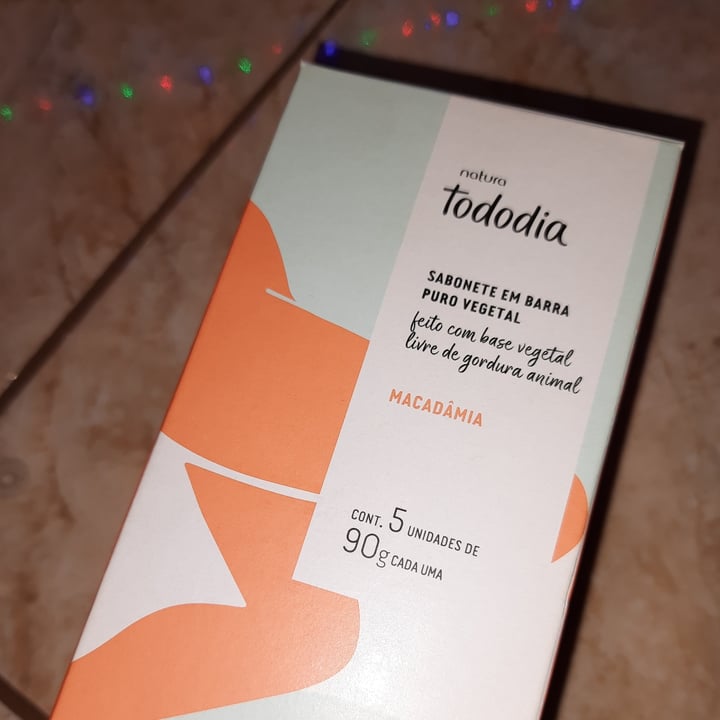 natura
Tododia
SABONETE EM BARRA
PURO VEGETAL
feito com base vegetal
livre de gordura animal
MACADÂMIA
CONT. 5 UNIDADES DE
90g CADA UMA